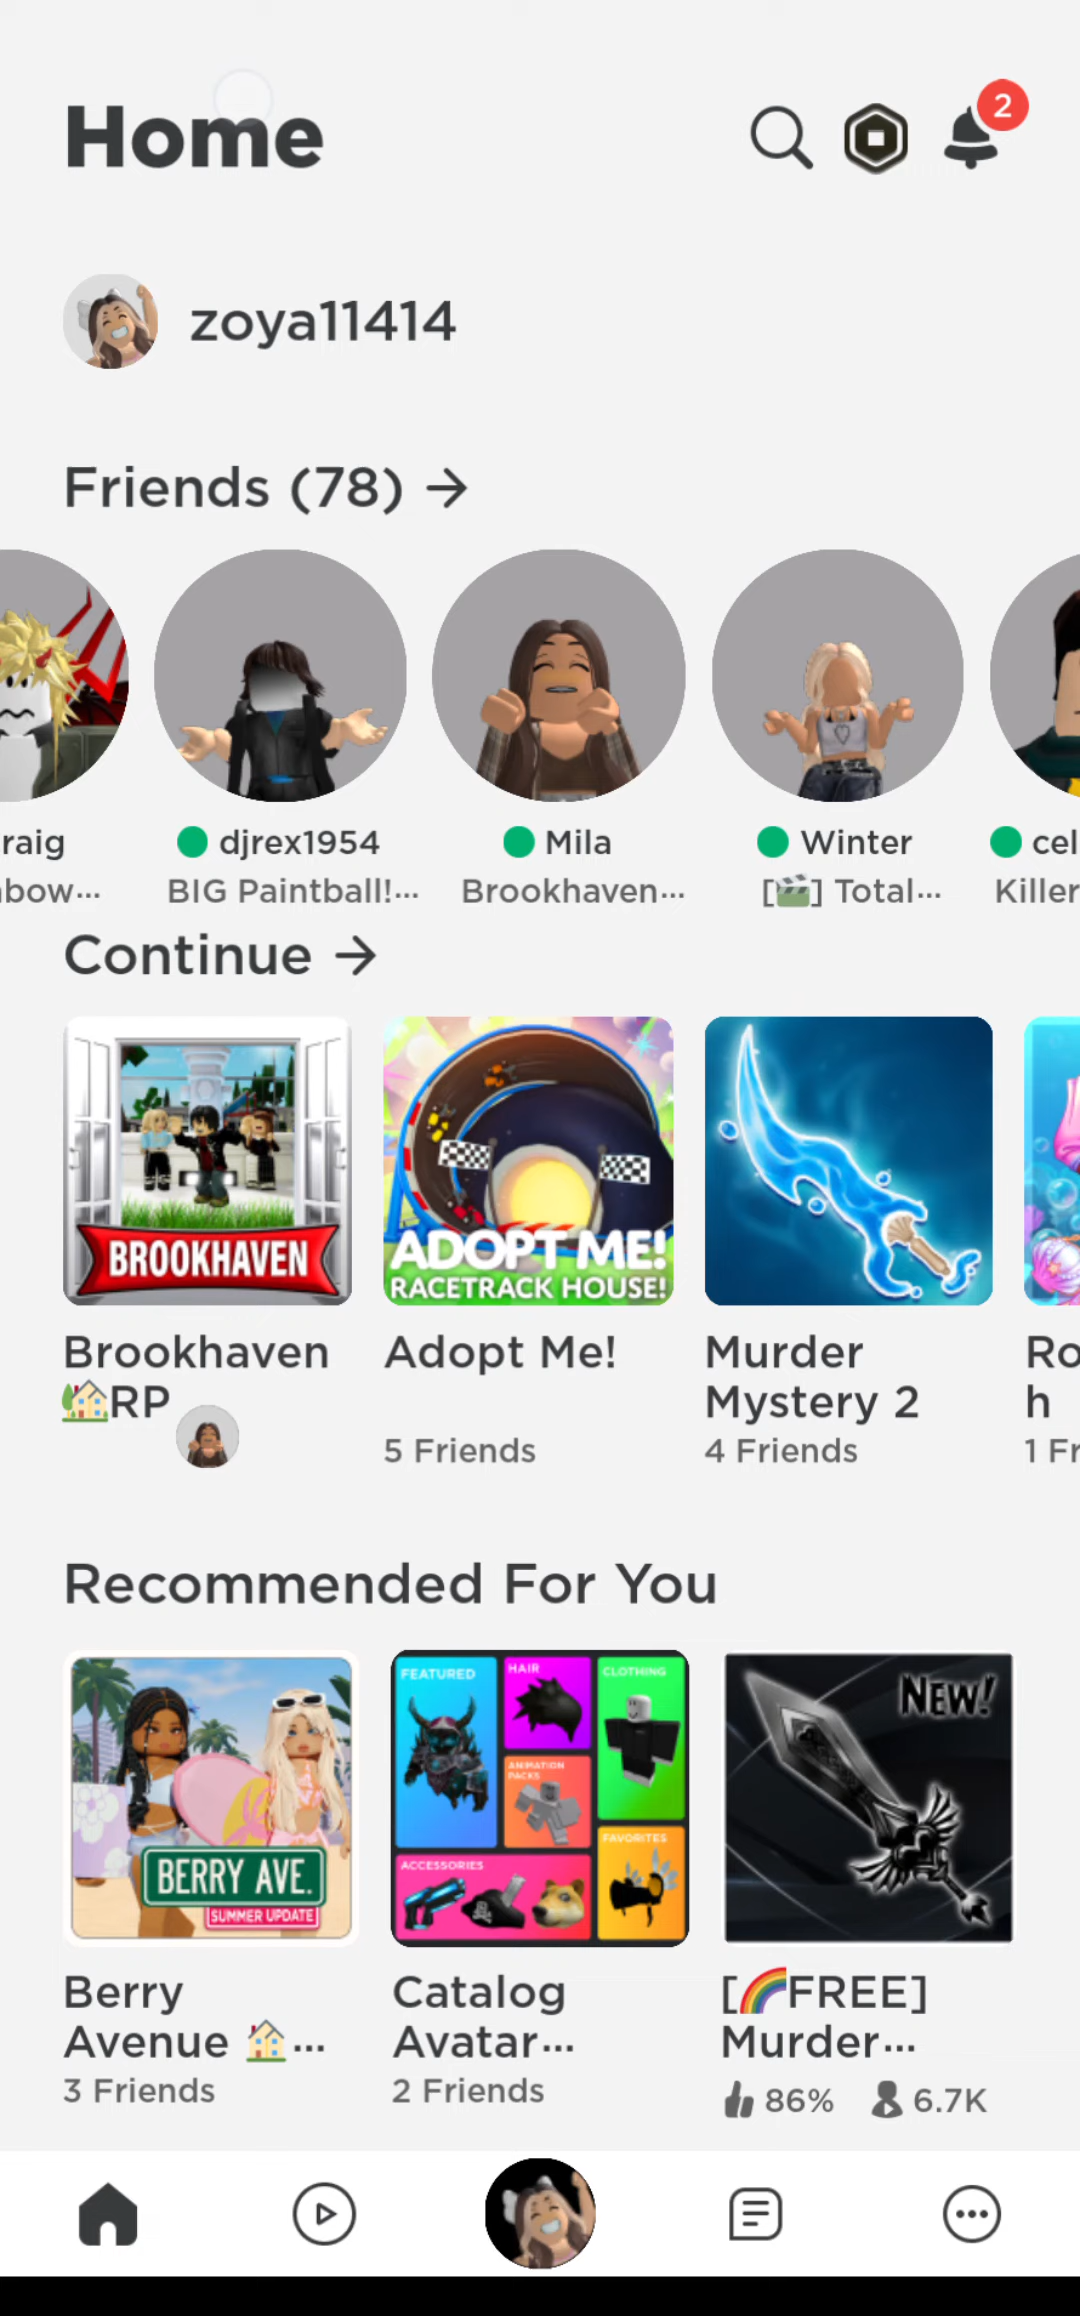 Home
2
zoya11414
Friends (78) →
raig
djrex1954
Mila
Winter
cel
bow...
BIG Paintball!...
Brookhaven...
[🎬] Total...
Killer
Continue →
BROOKHAVEN
ADOPT ME!
RACETRACK HOUSE!
Brookhaven
🏡RP
Adopt Me!
5 Friends
Murder
Mystery 2
4 Friends
Ro
h
1 Fr
Recommended For You
BERRY AVE.
SUMMER UPDATE
FEATURED
HAIR
CLOTHING
ANIMATION
PACKS
FAVORITES
ACCESSORIES
NEW!
Berry
Avenue 🏠...
3 Friends
Catalog
Avatar...
2 Friends
[🌈FREE]
Murder...
86% 6.7K